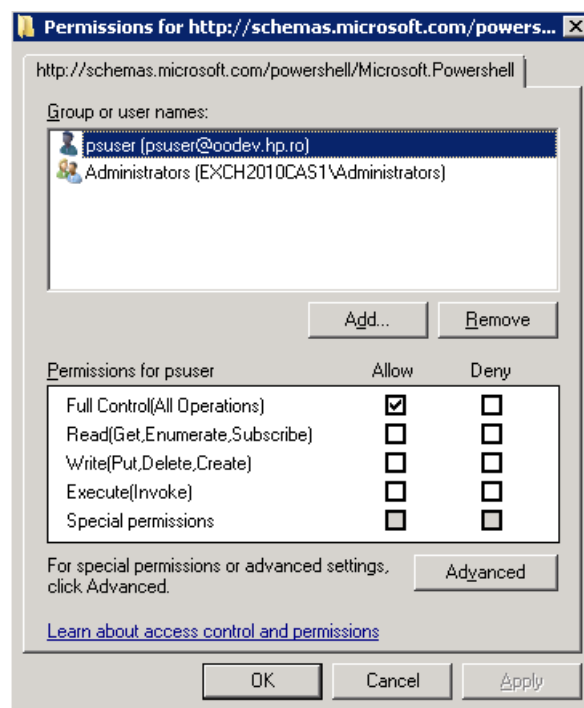 Permissions for http://schemas.microsoft.com/powers...
http://schemas.microsoft.com/powershell/Microsoft.Powershell
Group or user names:
psuser (psuser@oodev.hp.ro)
Administrators (EXCH2010CAS1\Administrators)
Add... Remove
Permissions for psuser Allow Deny
Full Control(All Operations)
Read(Get,Enumerate,Subscribe)
Write(Put,Delete,Create)
Execute(Invoke)
Special permissions
For special permissions or advanced settings,
click Advanced.
Advanced
Learn about access control and permissions
OK Cancel Apply